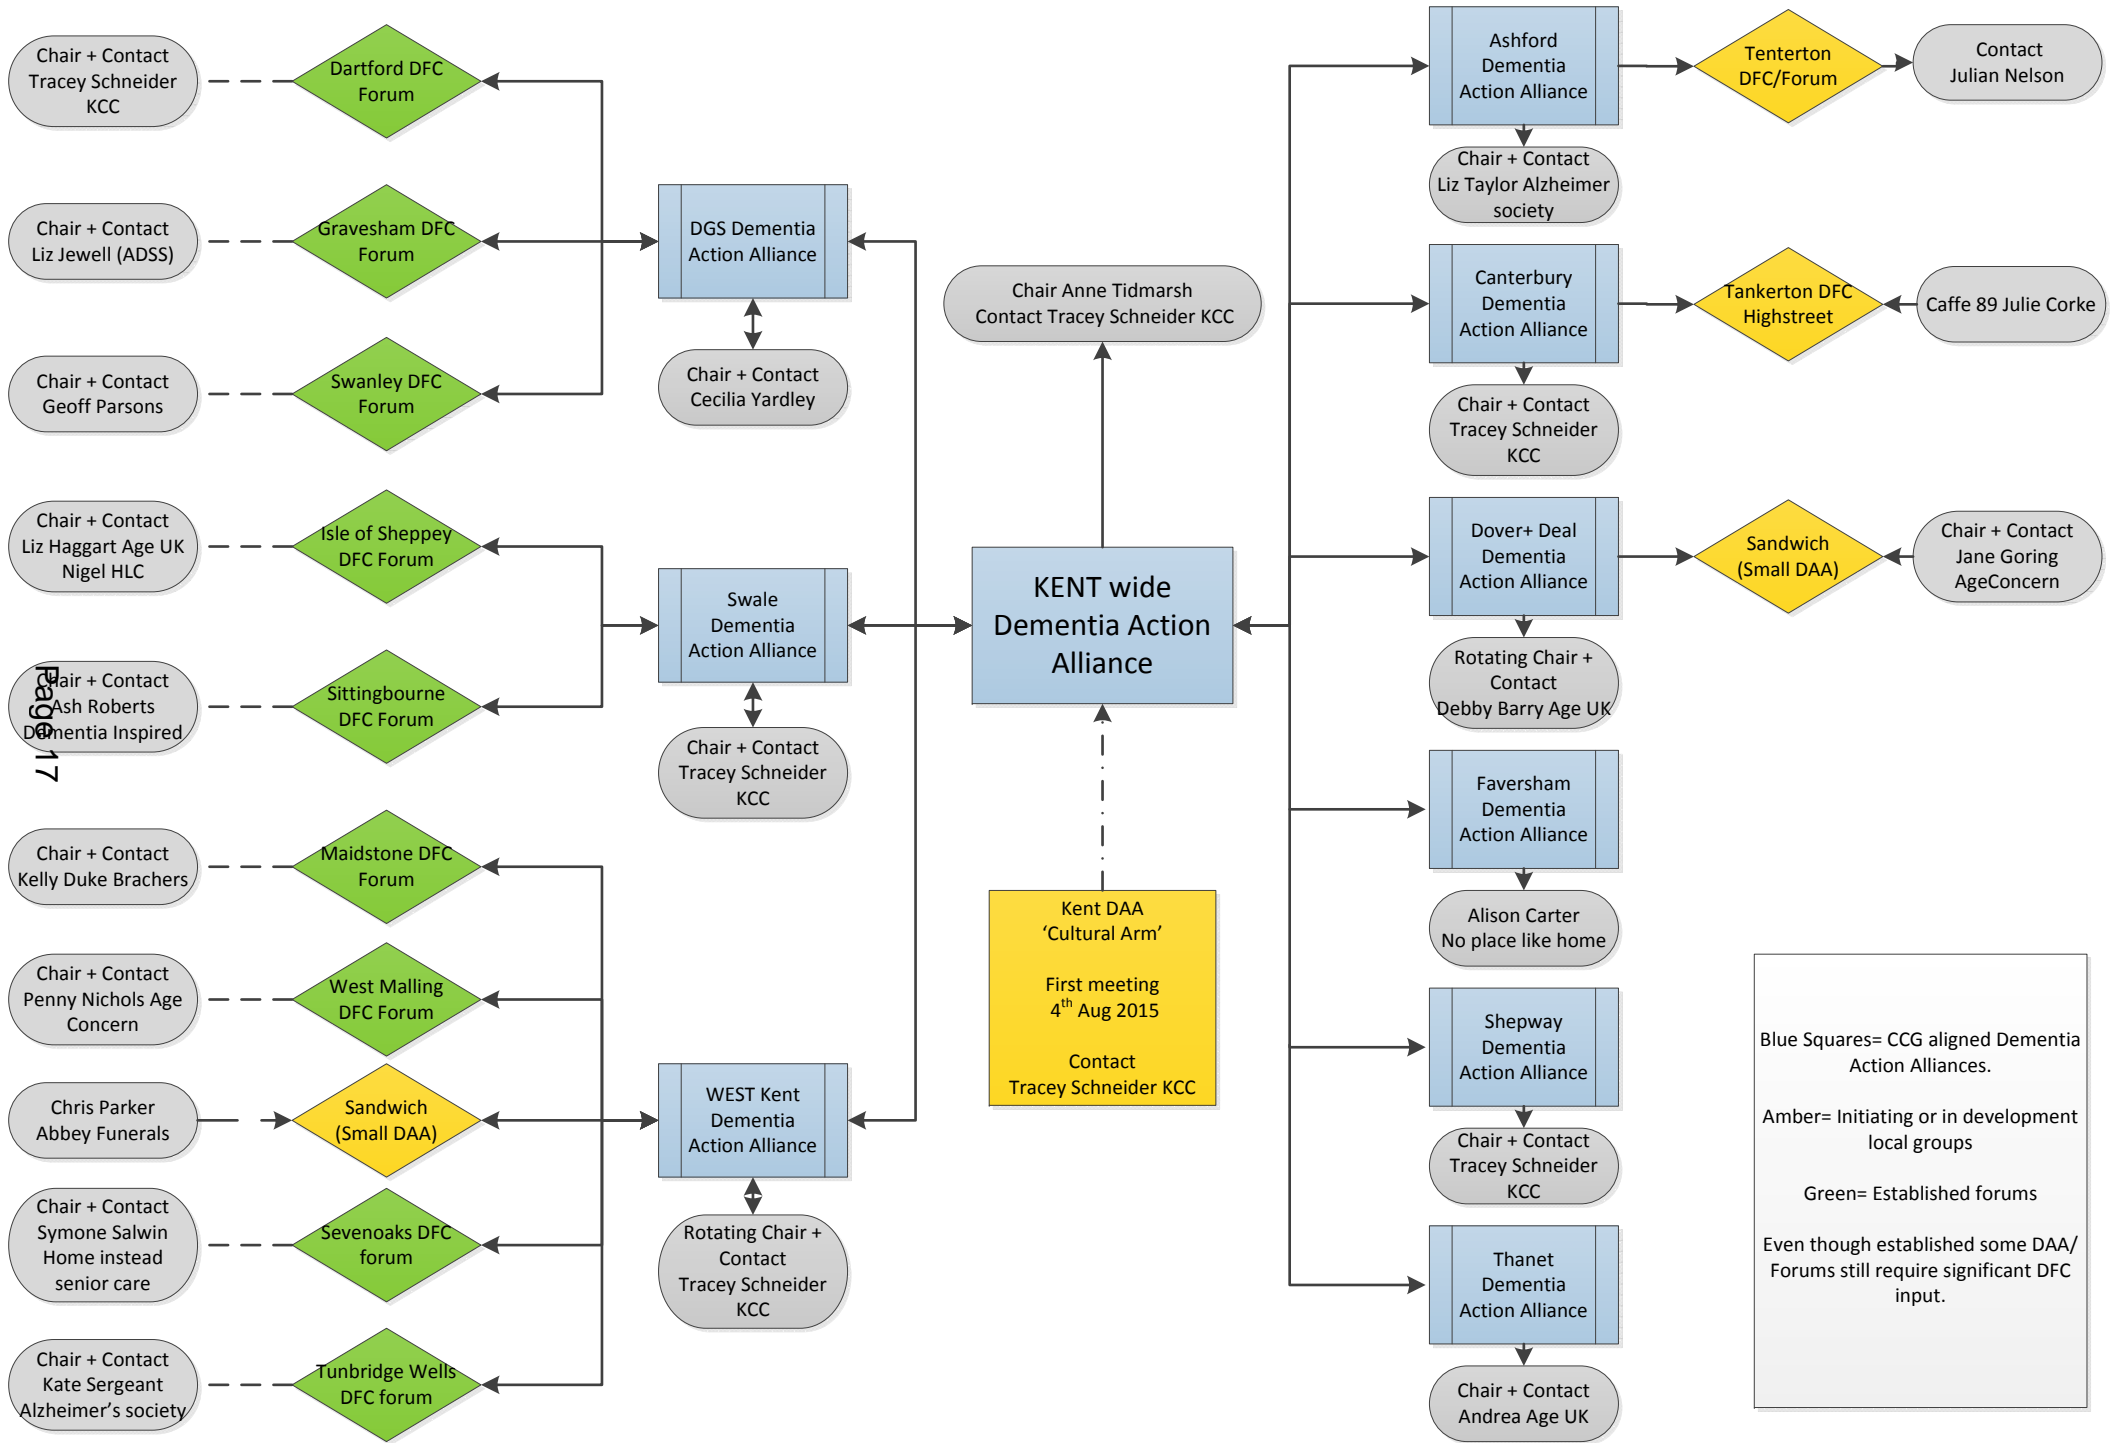 Chair + Contact
Tracey Schneider
KCC
Dartford DFC
Forum
Chair + Contact
Liz Jewell (ADSS)
Gravesham DFC
Forum
Chair + Contact
Geoff Parsons
Swanley DFC
Forum
DGS Dementia
Action Alliance
Chair + Contact
Cecilia Yardley
Chair + Contact
Liz Haggart Age UK
Nigel HLC
Isle of Sheppey
DFC Forum
Chair + Contact
Ash Roberts
Dementia Inspired
Page 17
Sittingbourne
DFC Forum
Swale
Dementia
Action Alliance
Chair + Contact
Tracey Schneider
KCC
Chair + Contact
Kelly Duke Brachers
Maidstone DFC
Forum
Chair + Contact
Penny Nichols Age
Concern
West Malling
DFC Forum
Chris Parker
Abbey Funerals
Sandwich
(Small DAA)
Chair + Contact
Symone Salwin
Home instead
senior care
Sevenoaks DFC
forum
Chair + Contact
Kate Sergeant
Alzheimer’s society
Tunbridge Wells
DFC forum
WEST Kent
Dementia
Action Alliance
Rotating Chair +
Contact
Tracey Schneider
KCC
Chair Anne Tidmarsh
Contact Tracey Schneider KCC
KENT wide
Dementia Action
Alliance
Kent DAA
‘Cultural Arm’
First meeting
4th Aug 2015
Contact
Tracey Schneider KCC
Ashford
Dementia
Action Alliance
Chair + Contact
Liz Taylor Alzheimer
society
Tenterton
DFC/Forum
Contact
Julian Nelson
Canterbury
Dementia
Action Alliance
Chair + Contact
Tracey Schneider
KCC
Tankerton DFC
Highstreet
Caffe 89 Julie Corke
Dover+ Deal
Dementia
Action Alliance
Rotating Chair +
Contact
Debby Barry Age UK
Sandwich
(Small DAA)
Chair + Contact
Jane Goring
AgeConcern
Faversham
Dementia
Action Alliance
Alison Carter
No place like home
Shepway
Dementia
Action Alliance
Chair + Contact
Tracey Schneider
KCC
Thanet
Dementia
Action Alliance
Chair + Contact
Andrea Age UK
Blue Squares= CCG aligned Dementia
Action Alliances.
Amber= Initiating or in development
local groups
Green= Established forums
Even though established some DAA/
Forums still require significant DFC
input.